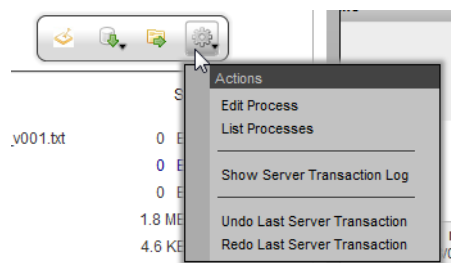 Actions
S
Edit Process
List Processes
_v001.txt
0 E
0 E
Show Server Transaction Log
0 E
1.8 ME
Undo Last Server Transaction
4.6 KE
Redo Last Server Transaction